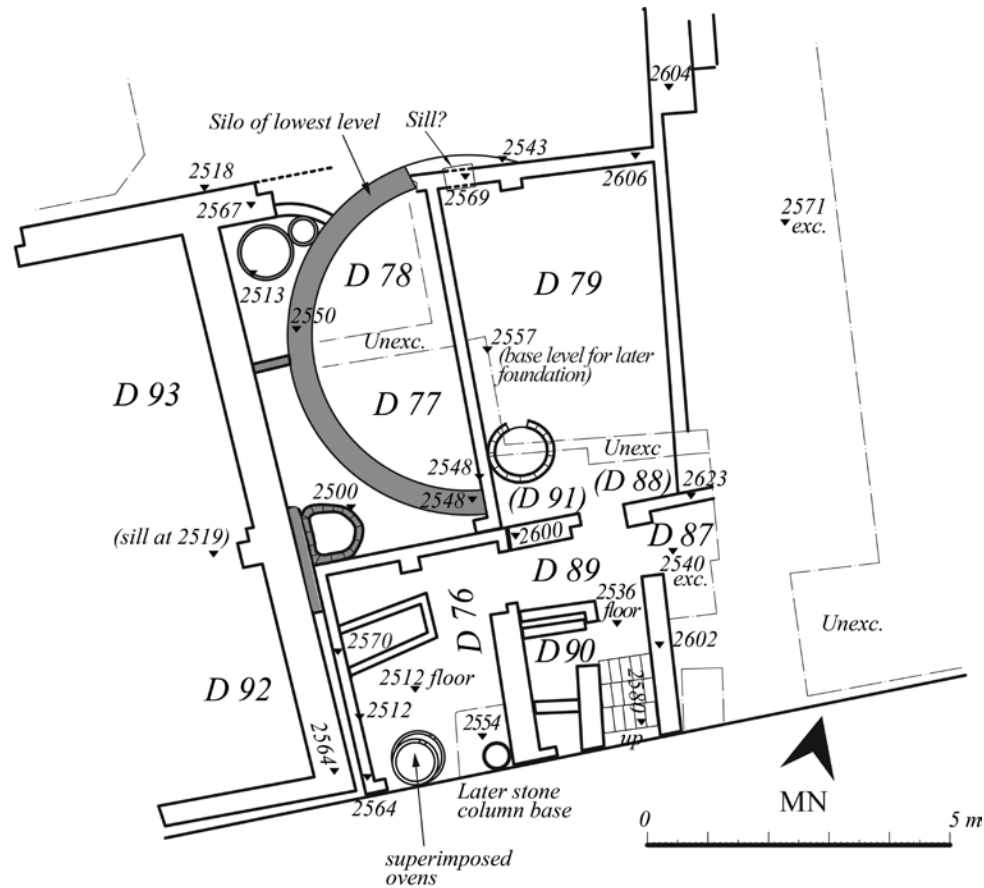 2604
Silo of lowest level
Sill?
2543
2518
2569
2606
2567
2571
exc.
D 78
D 79
2513
2550
Unexc.
2557
(base level for later
foundation)
D 93
D 77
Unexc
2548
(D 88)
2500
2548
(D 91)
2623
(sill at 2519)
2600
D 87
D 89
2540
exc.
D 76
2536
floor
2570
D 90
2602
Unexc.
D 92
2512 floor
2580
2512
2554
up
2564
2564
Later stone
column base
MN
0
5 m
superimposed
ovens